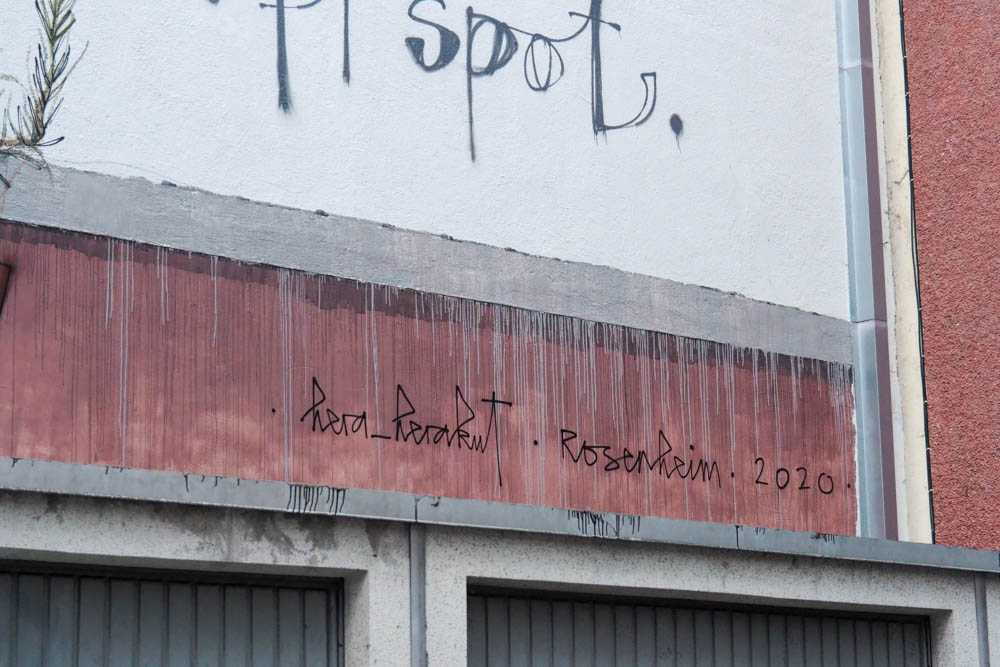 spot.
· hera_herakut · Rosenheim · 2020 ·